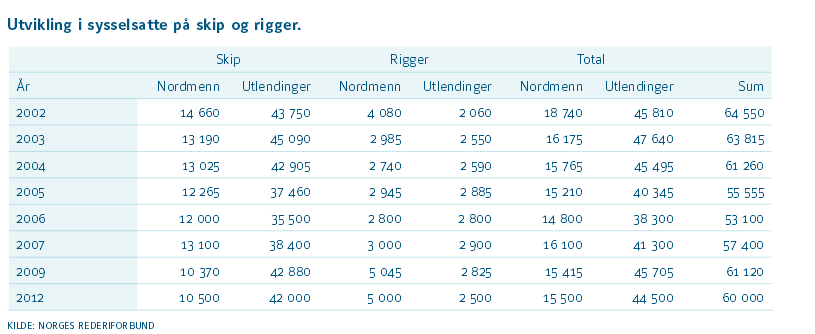 Utvikling i sysselsatte på skip og rigger.
Skip Rigger Total
År Nordmenn Utlendinger Nordmenn Utlendinger Nordmenn Utlendinger Sum
2002 14 660 43 750 4 080 2 060 18 740 45 810 64 550
2003 13 190 45 090 2 985 2 550 16 175 47 640 63 815
2004 13 025 42 905 2 740 2 590 15 765 45 495 61 260
2005 12 265 37 460 2 945 2 885 15 210 40 345 55 555
2006 12 000 35 500 2 800 2 800 14 800 38 300 53 100
2007 13 100 38 400 3 000 2 900 16 100 41 300 57 400
2009 10 370 42 880 5 045 2 825 15 415 45 705 61 120
2012 10 500 42 000 5 000 2 500 15 500 44 500 60 000
KILDE: NORGES REDERIFORBUND